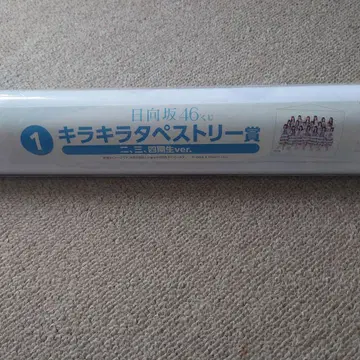 日向坂46くじ
1 キラキラタペストリー賞
二、三、四期生ver.